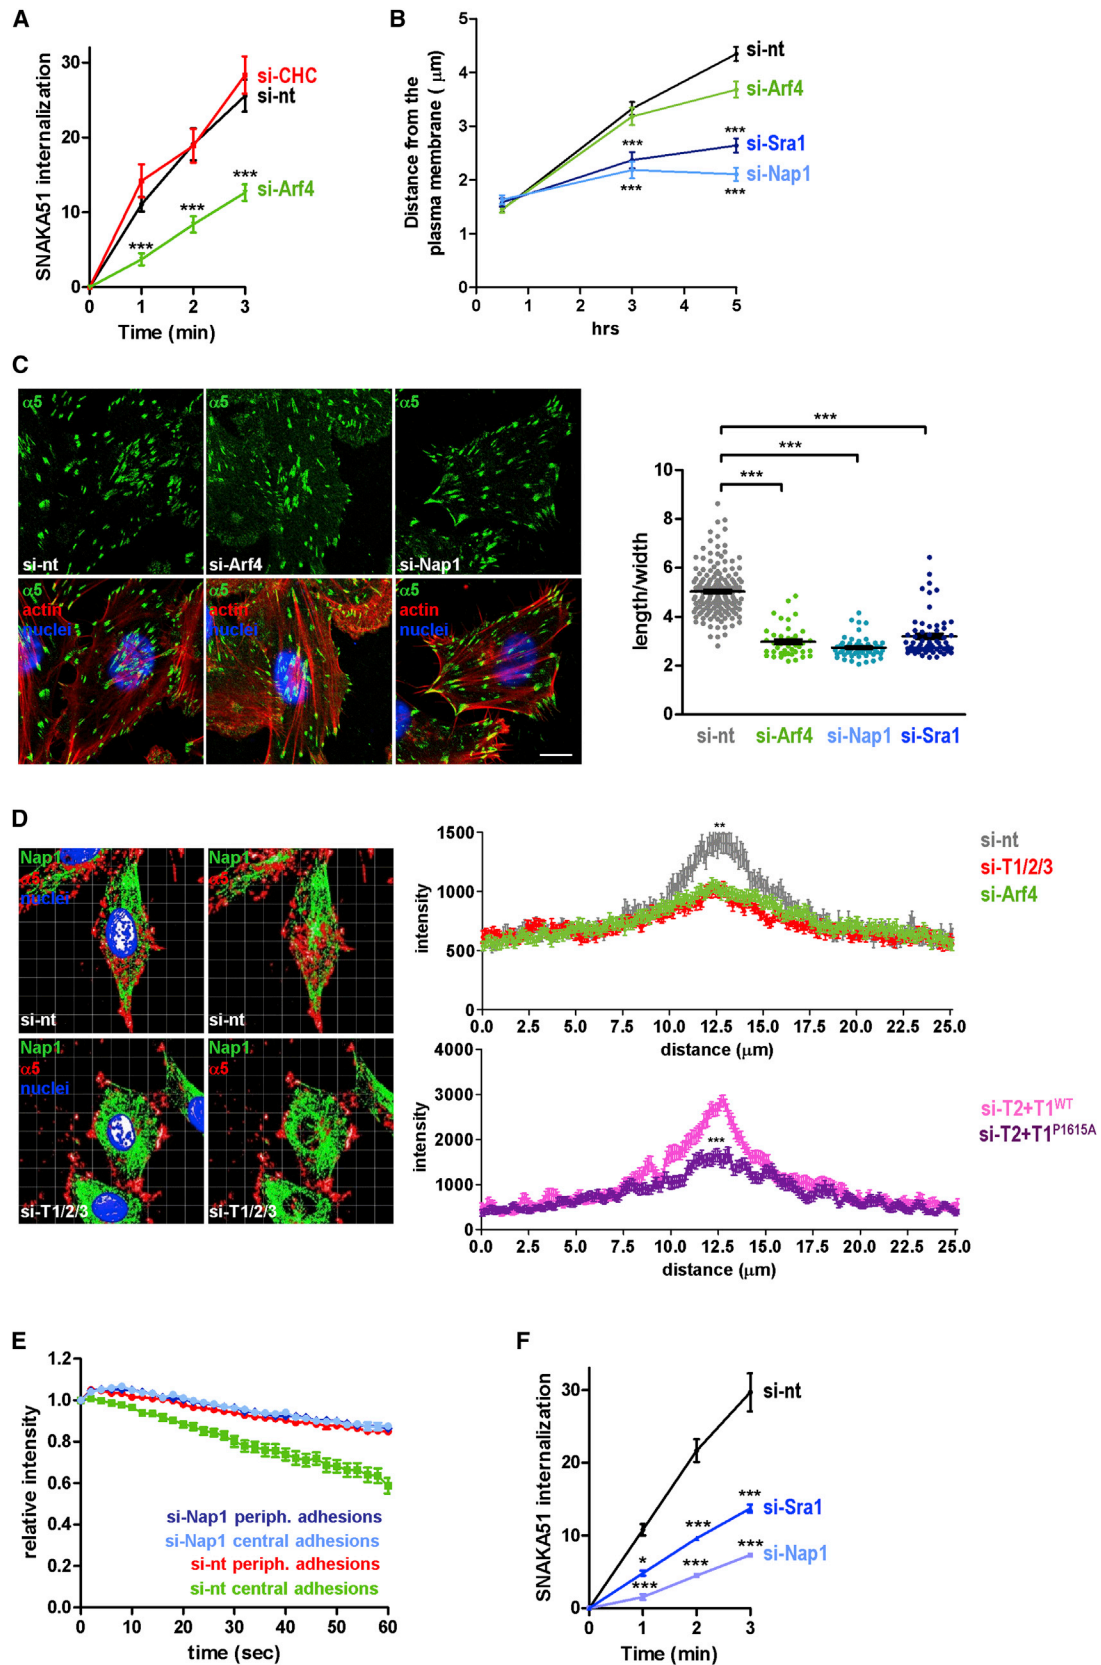 A
SNAKA51 internalization
30
20
10
0
0 1 2 3
Time (min)
si-CHC
si-nt
si-Arf4
***
***
***
B
Distance from the
plasma membrane ( μm)
5
4
3
2
1
0
0 1 2 3 4 5
hrs
si-nt
si-Arf4
si-Sra1
si-Nap1
***
***
***
***
C
α5
si-nt
α5
si-Arf4
α5
si-Nap1
α5
actin
nuclei
α5
actin
nuclei
α5
actin
nuclei
length/width
10
8
6
4
2
0
***
***
***
si-nt si-Arf4 si-Nap1 si-Sra1
D
Nap1
α5
nuclei
si-nt
Nap1
α5
si-nt
Nap1
α5
nuclei
si-T1/2/3
Nap1
α5
si-T1/2/3
intensity
1500
1000
500
0
**
0.0 2.5 5.0 7.5 10.0 12.5 15.0 17.5 20.0 22.5 25.0
distance (μm)
si-nt
si-T1/2/3
si-Arf4
intensity
4000
3000
2000
1000
0
***
0.0 2.5 5.0 7.5 10.0 12.5 15.0 17.5 20.0 22.5 25.0
distance (μm)
si-T2+T1WT
si-T2+T1P1615A
E
relative intensity
1.2
1.0
0.8
0.6
0.4
0.2
0.0
si-Nap1 periph. adhesions
si-Nap1 central adhesions
si-nt periph. adhesions
si-nt central adhesions
0 10 20 30 40 50 60
time (sec)
F
SNAKA51 internalization
30
20
10
0
0 1 2 3
Time (min)
si-nt
si-Sra1
si-Nap1
*
***
***
***
***
***